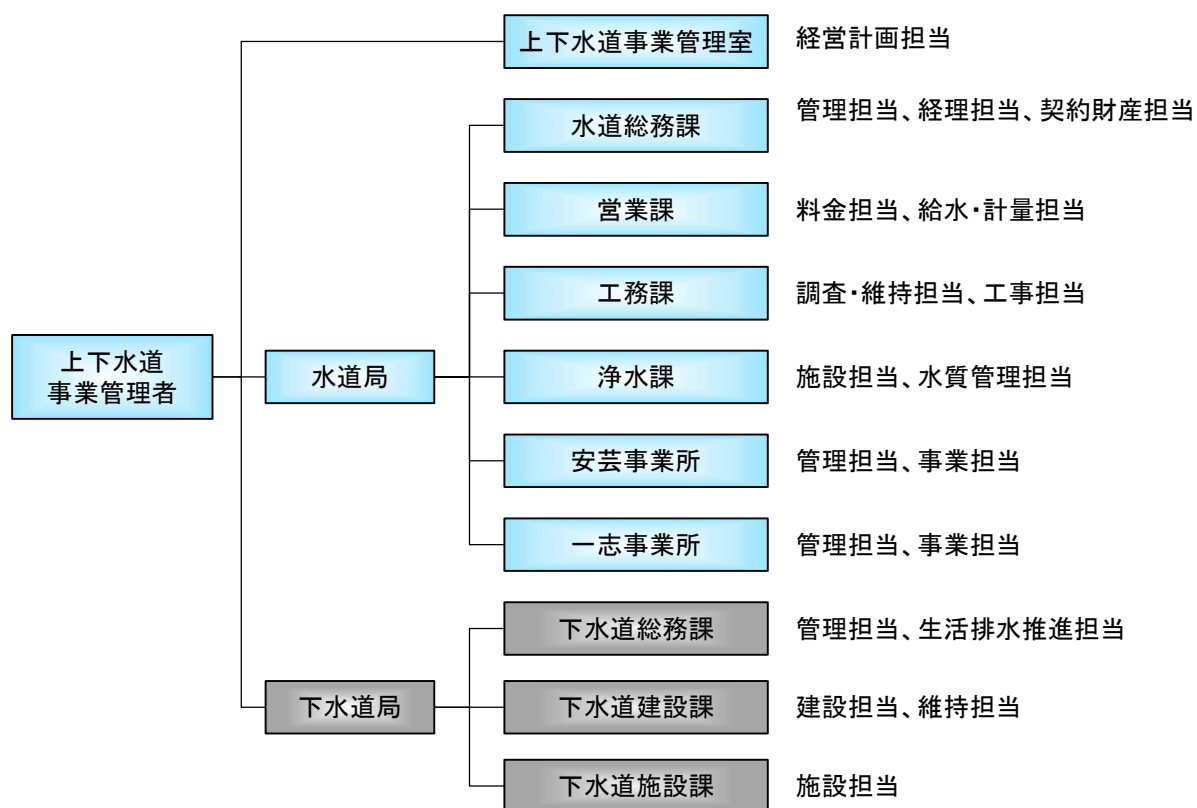 上下水道事業管理室 経営計画担当
水道総務課 管理担当、経理担当、契約財産担当
営業課 料金担当、給水・計量担当
工務課 調査・維持担当、工事担当
上下水道
事業管理者
水道局
浄水課 施設担当、水質管理担当
安芸事業所 管理担当、事業担当
一志事業所 管理担当、事業担当
下水道総務課 管理担当、生活排水推進担当
下水道局
下水道建設課 建設担当、維持担当
下水道施設課 施設担当